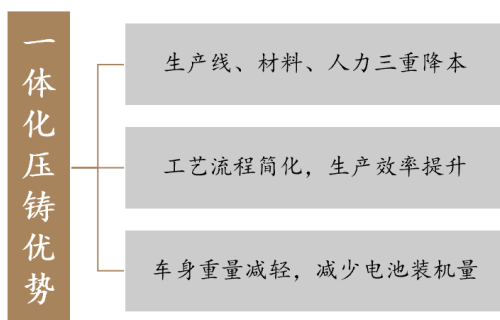 一体化压铸优势
生产线、材料、人力三重降本
工艺流程简化，生产效率提升
车身重量减轻，减少电池装机量